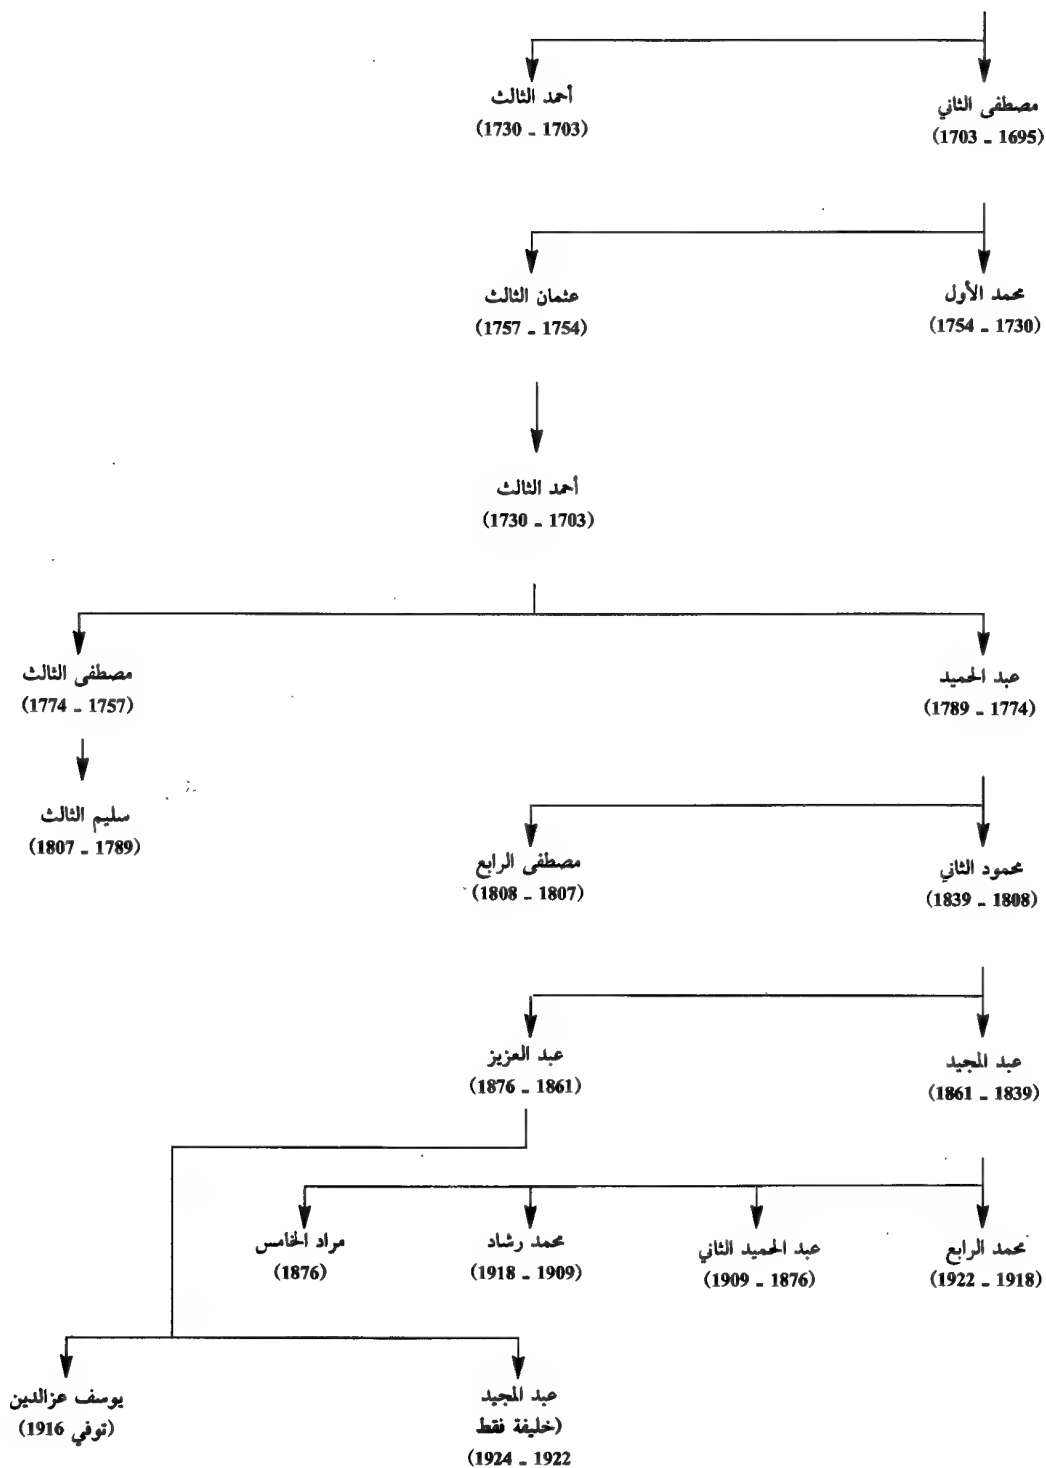 مصطفى الثاني
(1695 - 1703)
أحمد الثالث
(1703 - 1730)
محمد الأول
(1730 - 1754)
عثمان الثالث
(1754 - 1757)
أحمد الثالث
(1703 - 1730)
عبد الحميد
(1774 - 1789)
مصطفى الثالث
(1757 - 1774)
سليم الثالث
(1789 - 1807)
محمود الثاني
(1808 - 1839)
مصطفى الرابع
(1807 - 1808)
عبد المجيد
(1839 - 1861)
عبد العزيز
(1861 - 1876)
محمد الرابع
(1918 - 1922)
عبد الحميد الثاني
(1876 - 1909)
محمد رشاد
(1909 - 1918)
مراد الخامس
(1876)
عبد المجيد
(خليفة فقط
1922 - 1924)
يوسف عزالدين
(توفي 1916)